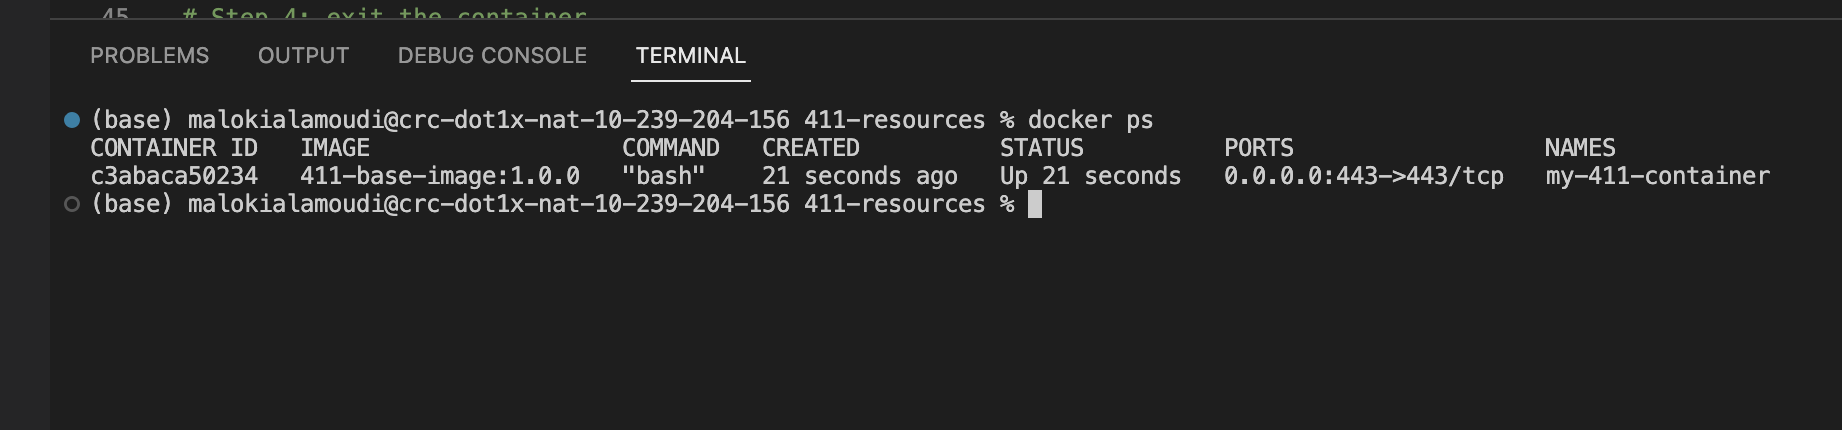 45 # Step 4: exit the container
PROBLEMS OUTPUT DEBUG CONSOLE TERMINAL
(base) malokialamoudi@crc-dot1x-nat-10-239-204-156 411-resources % docker ps
CONTAINER ID IMAGE COMMAND CREATED STATUS PORTS NAMES
c3abaca50234 411-base-image:1.0.0 "bash" 21 seconds ago Up 21 seconds 0.0.0.0:443->443/tcp my-411-container
(base) malokialamoudi@crc-dot1x-nat-10-239-204-156 411-resources %